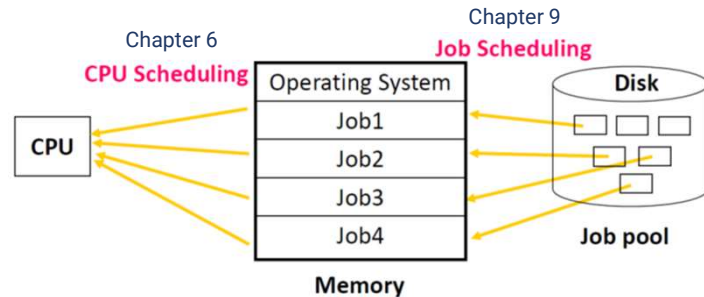 Chapter 6
Chapter 9
CPU Scheduling
Job Scheduling
Operating System
Disk
Job1
CPU
Job2
Job3
Job4
Job pool
Memory